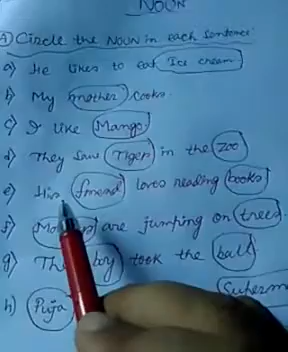 NOUN
A) Circle the NOUN in each sentence:
a) He likes to eat Ice cream
b) My mother cooks.
c) I like Mango
d) They saw Tiger in the Zoo
e) His friend loves reading books
f) are jumping on trees
g) The boy took the ball
h) Puja